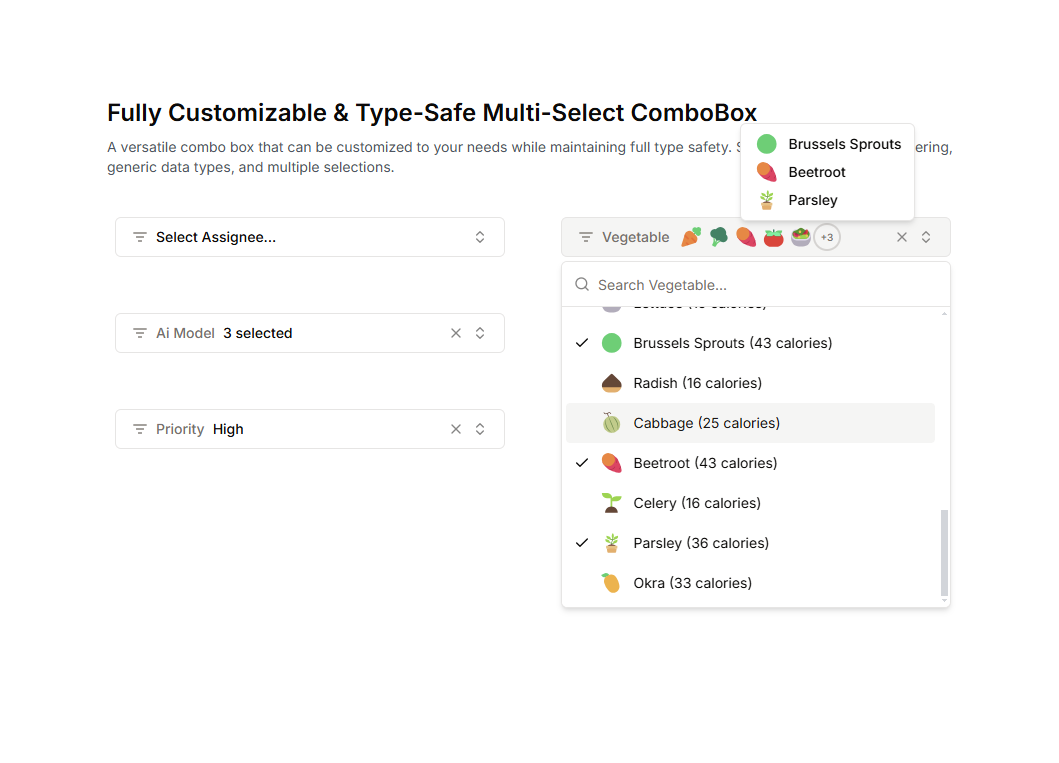 Fully Customizable & Type-Safe Multi-Select ComboBox
A versatile combo box that can be customized to your needs while maintaining full type safety.
generic data types, and multiple selections.
Brussels Sprouts
Beetroot
Parsley
Select Assignee...
Vegetable +3
Search Vegetable...
Ai Model 3 selected
Brussels Sprouts (43 calories)
Radish (16 calories)
Priority High
Cabbage (25 calories)
Beetroot (43 calories)
Celery (16 calories)
Parsley (36 calories)
Okra (33 calories)